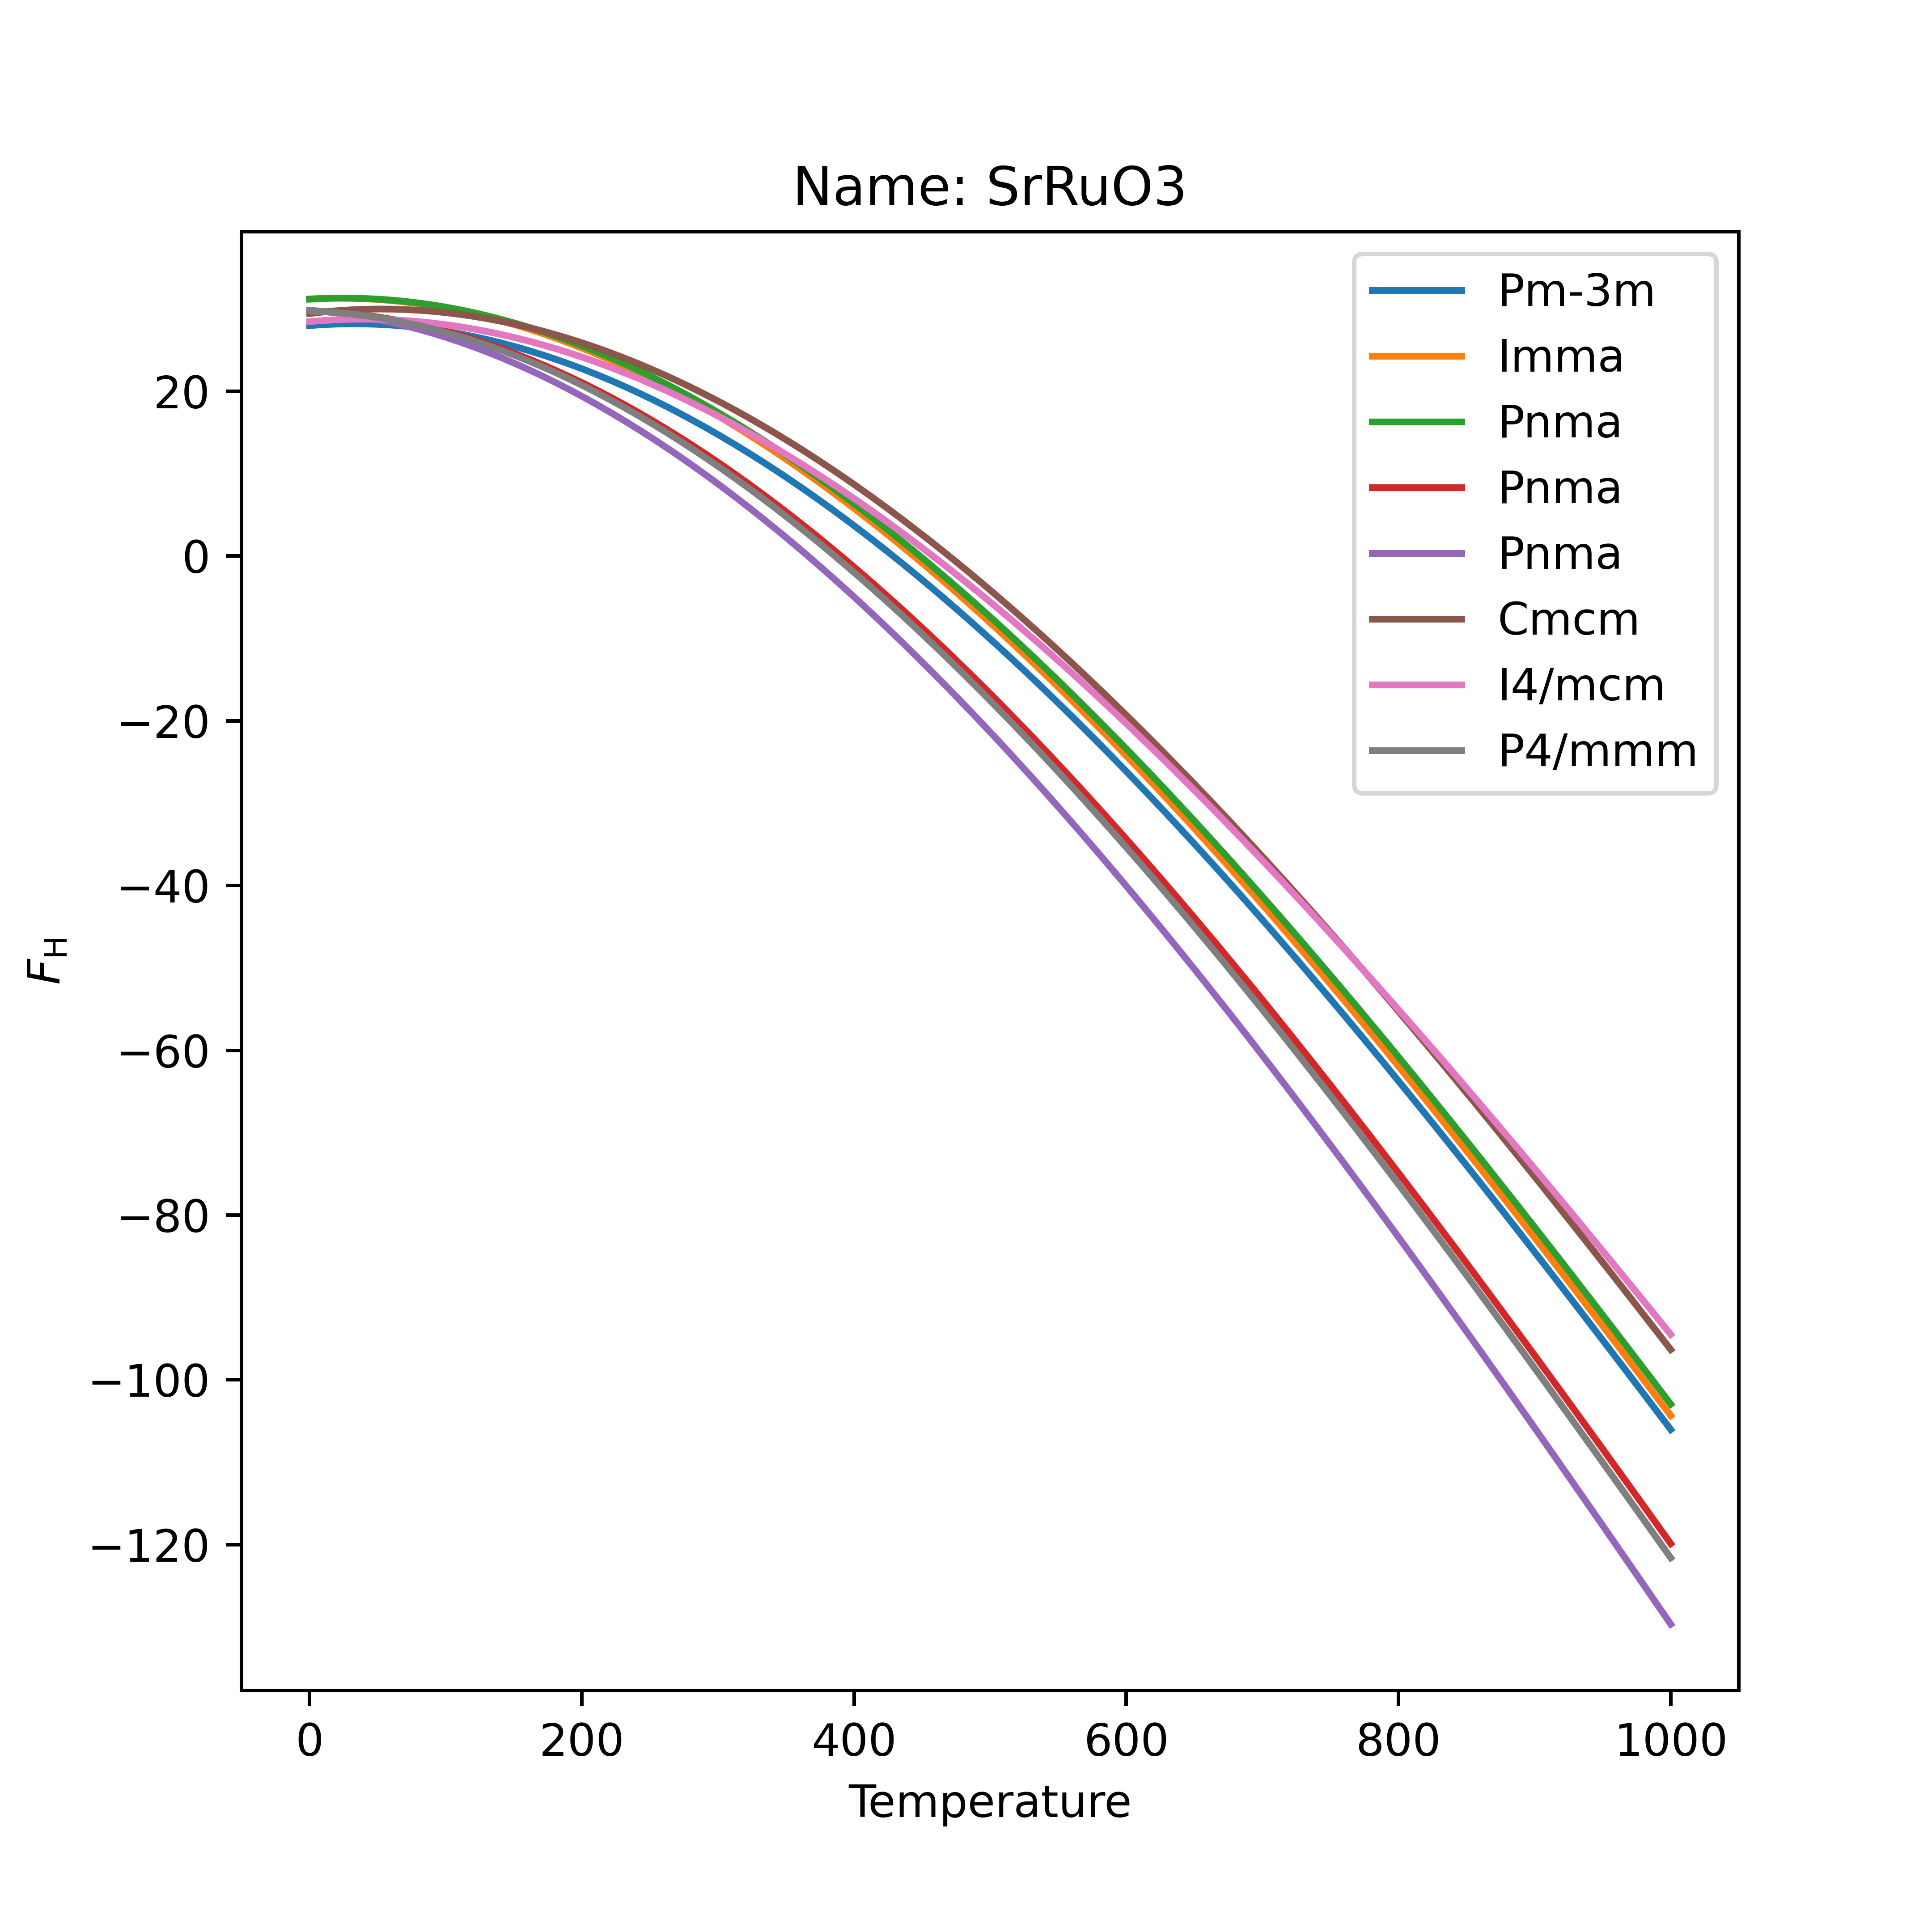 Name: SrRuO3
Pm-3m
Imma
Pnma
Pnma
Pnma
Cmcm
I4/mcm
P4/mmm
20
0
−20
−40
−60
−80
−100
−120
F_H
0 200 400 600 800 1000
Temperature